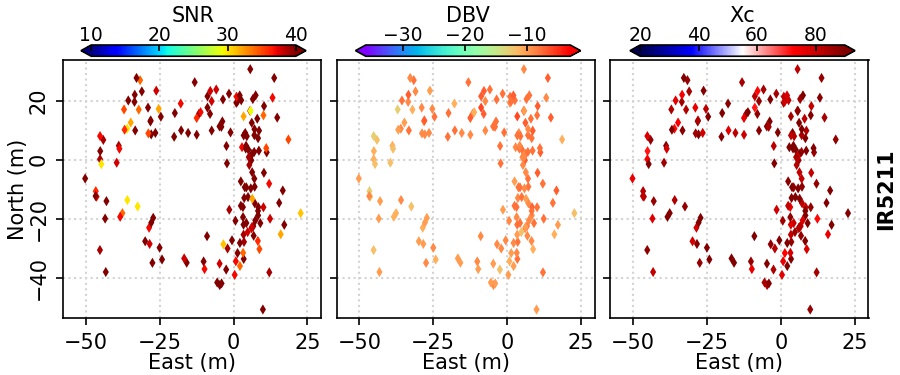 SNR DBV Xc
10 20 30 40 −30 −20 −10 20 40 60 80
20
0
−20
−40
North (m)
−50 −25 0 25 −50 −25 0 25 −50 −25 0 25
East (m) East (m) East (m)
IR5211